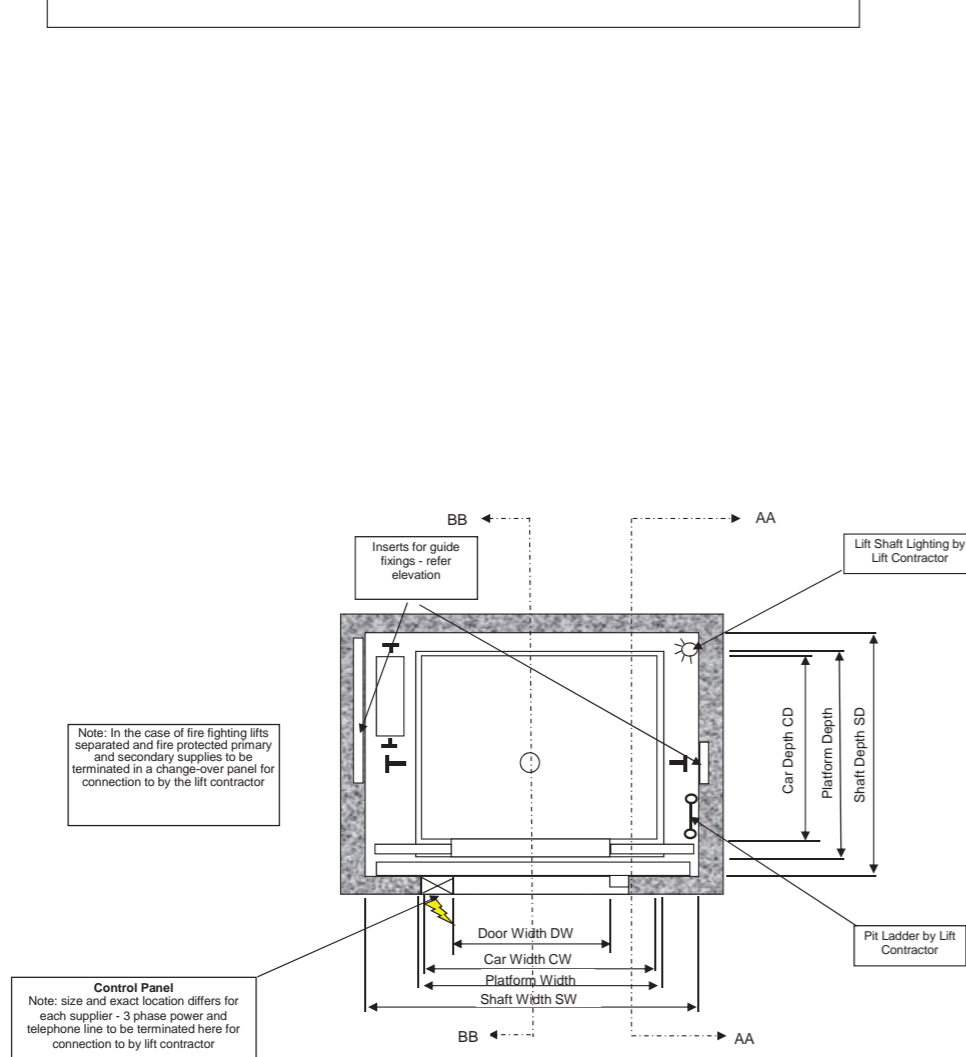 BB
AA
Inserts for guide
fixings - refer
elevation
Lift Shaft Lighting by
Lift Contractor
Note: In the case of fire fighting lifts
separated and fire protected primary
and secondary supplies to be
terminated in a change-over panel for
connection to by the lift contractor
Car Depth CD
Platform Depth
Shaft Depth SD
Door Width DW
Car Width CW
Platform Width
Shaft Width SW
Pit Ladder by Lift
Contractor
Control Panel
Note: size and exact location differs for
each supplier - 3 phase power and
telephone line to be terminated here for
connection to by lift contractor
BB
AA